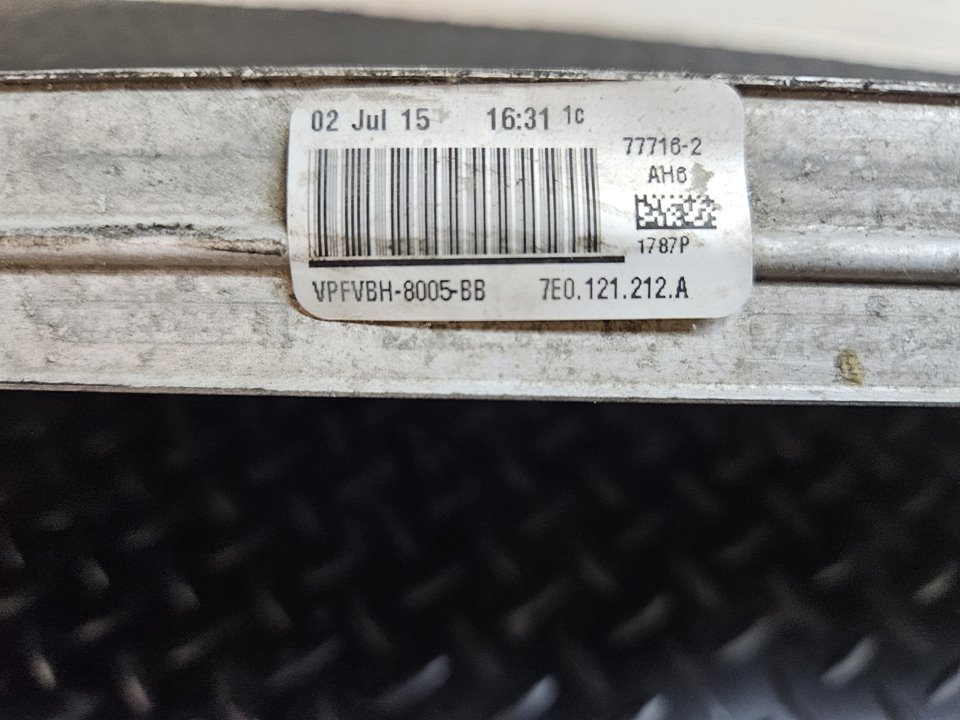 02 Jul 15 16:31 1c
77716-2
AH6
1787P
VPFVBH-8005-BB 7E0.121.212.A